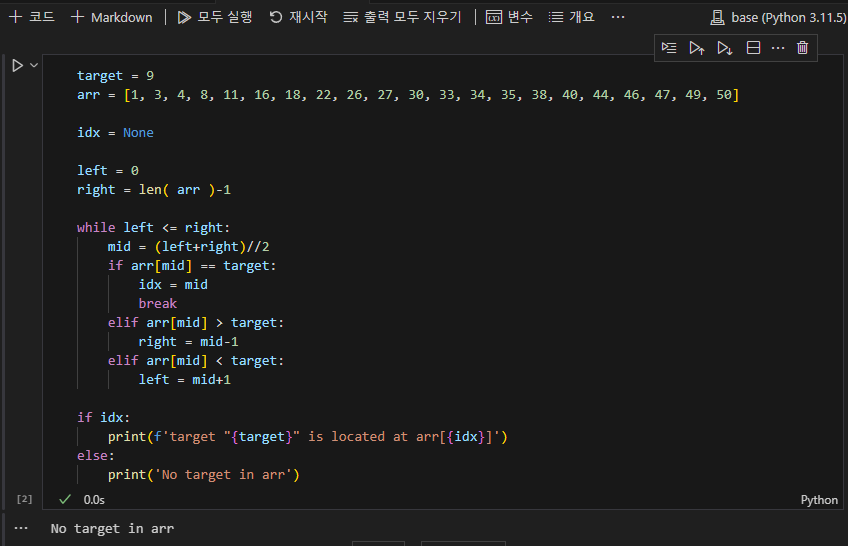 + 코드 + Markdown | 모두 실행 재시작 출력 모두 지우기 | 변수 개요 ... base (Python 3.11.5)
target = 9
arr = [1, 3, 4, 8, 11, 16, 18, 22, 26, 27, 30, 33, 34, 35, 38, 40, 44, 46, 47, 49, 50]
idx = None
left = 0
right = len( arr )-1
while left <= right:
    mid = (left+right)//2
    if arr[mid] == target:
        idx = mid
        break
    elif arr[mid] > target:
        right = mid-1
    elif arr[mid] < target:
        left = mid+1
if idx:
    print(f'target "{target}" is located at arr[{idx}]')
else:
    print('No target in arr')
[2] 0.0s Python
... No target in arr